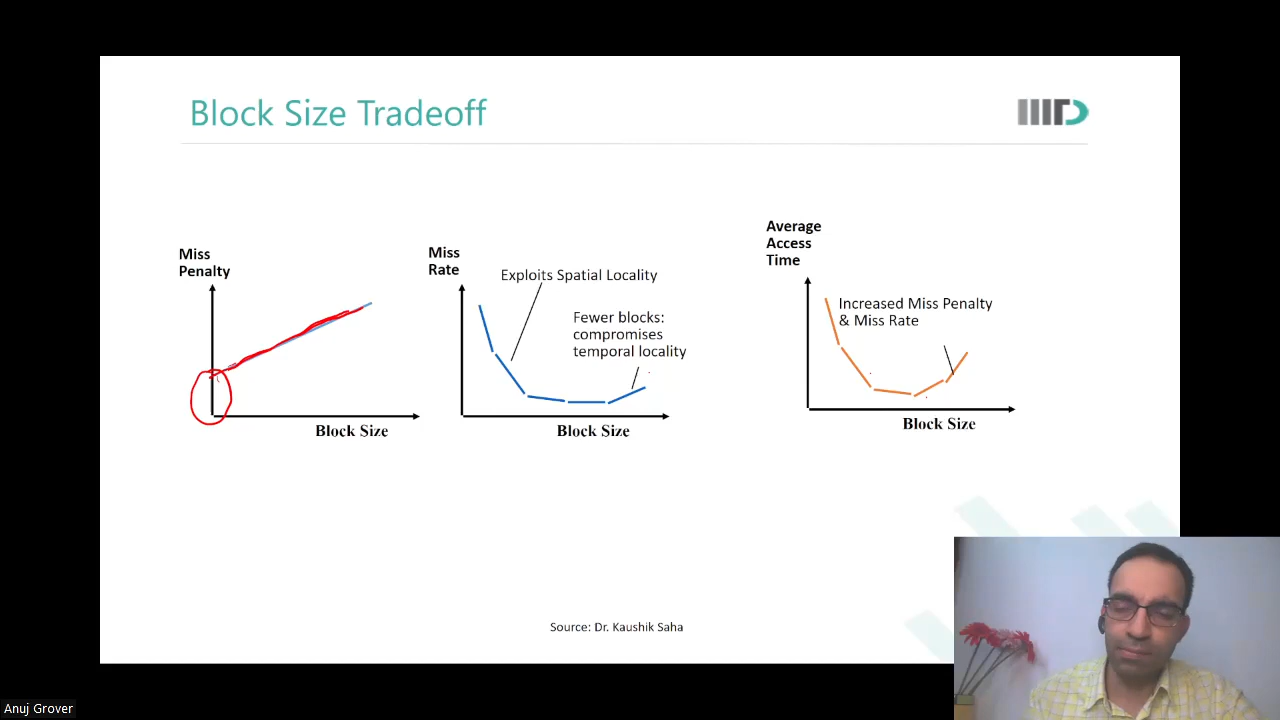 Block Size Tradeoff
IIITD
Miss
Penalty
Block Size
Miss
Rate
Exploits Spatial Locality
Fewer blocks:
compromises
temporal locality
Block Size
Average
Access
Time
Increased Miss Penalty
& Miss Rate
Block Size
Source: Dr. Kaushik Saha
Anuj Grover